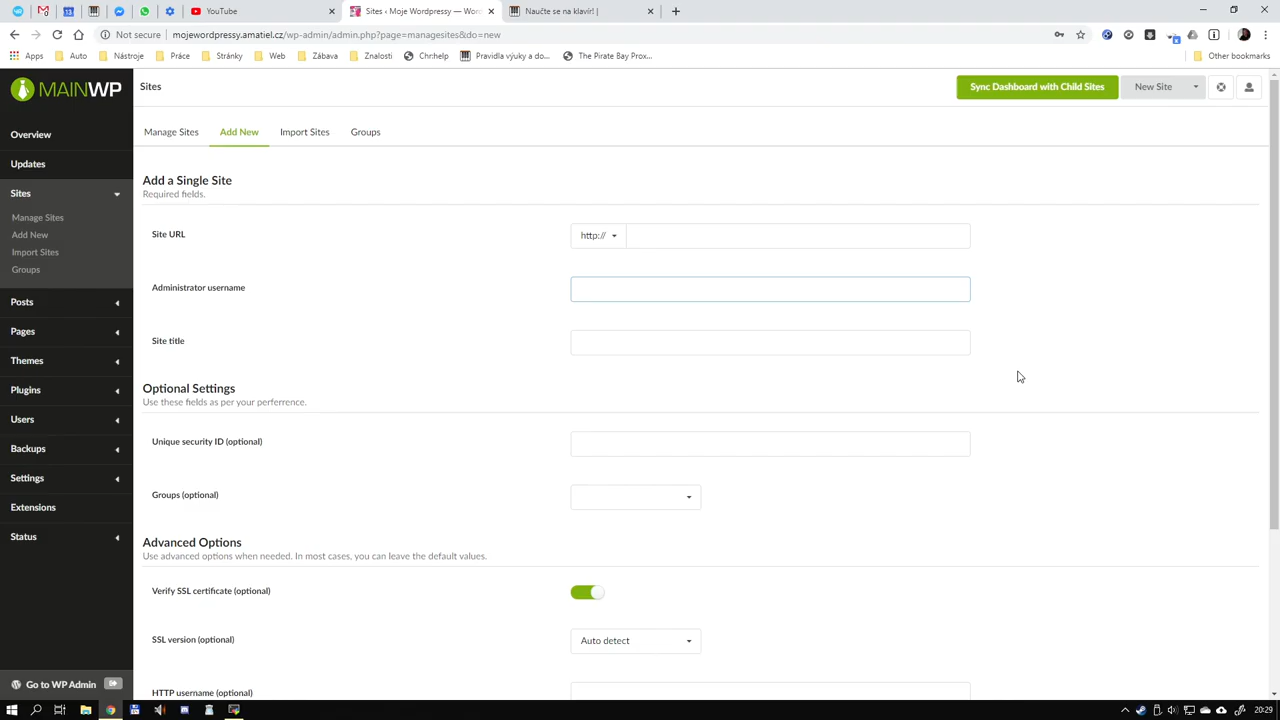 YouTube
Sites ‹ Moje Wordpressy — Wor
Naučte se na klavír! |
Not secure
mojewordpressy.amatiel.cz/wp-admin/admin.php?page=managesites&do=new
Apps
Auto
Nástroje
Práce
Stránky
Web
Zábava
Znalosti
Chr:help
Pravidla výuky a do...
The Pirate Bay Prox...
Other bookmarks
MAINWP
Sites
Sync Dashboard with Child Sites
New Site
Overview
Updates
Sites
Manage Sites
Add New
Import Sites
Groups
Posts
Pages
Themes
Plugins
Users
Backups
Settings
Extensions
Status
Go to WP Admin
Manage Sites
Add New
Import Sites
Groups
Add a Single Site
Required fields.
Site URL
http://
Administrator username
Site title
Optional Settings
Use these fields as per your perferrence.
Unique security ID (optional)
Groups (optional)
Advanced Options
Use advanced options when needed. In most cases, you can leave the default values.
Verify SSL certificate (optional)
SSL version (optional)
Auto detect
HTTP username (optional)
20:29